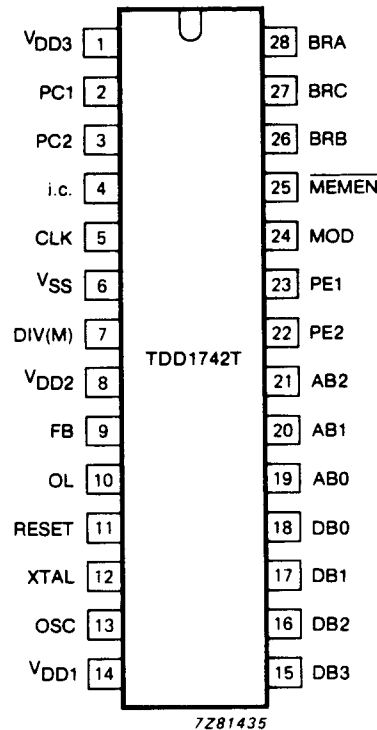 VDD3 1 28 BRA
PC1 2 27 BRC
PC2 3 26 BRB
i.c. 4 25 MEMEN
CLK 5 24 MOD
VSS 6 23 PE1
DIV(M) 7 22 PE2
TDD1742T
VDD2 8 21 AB2
FB 9 20 AB1
OL 10 19 AB0
RESET 11 18 DB0
XTAL 12 17 DB1
OSC 13 16 DB2
VDD1 14 15 DB3
7Z81435